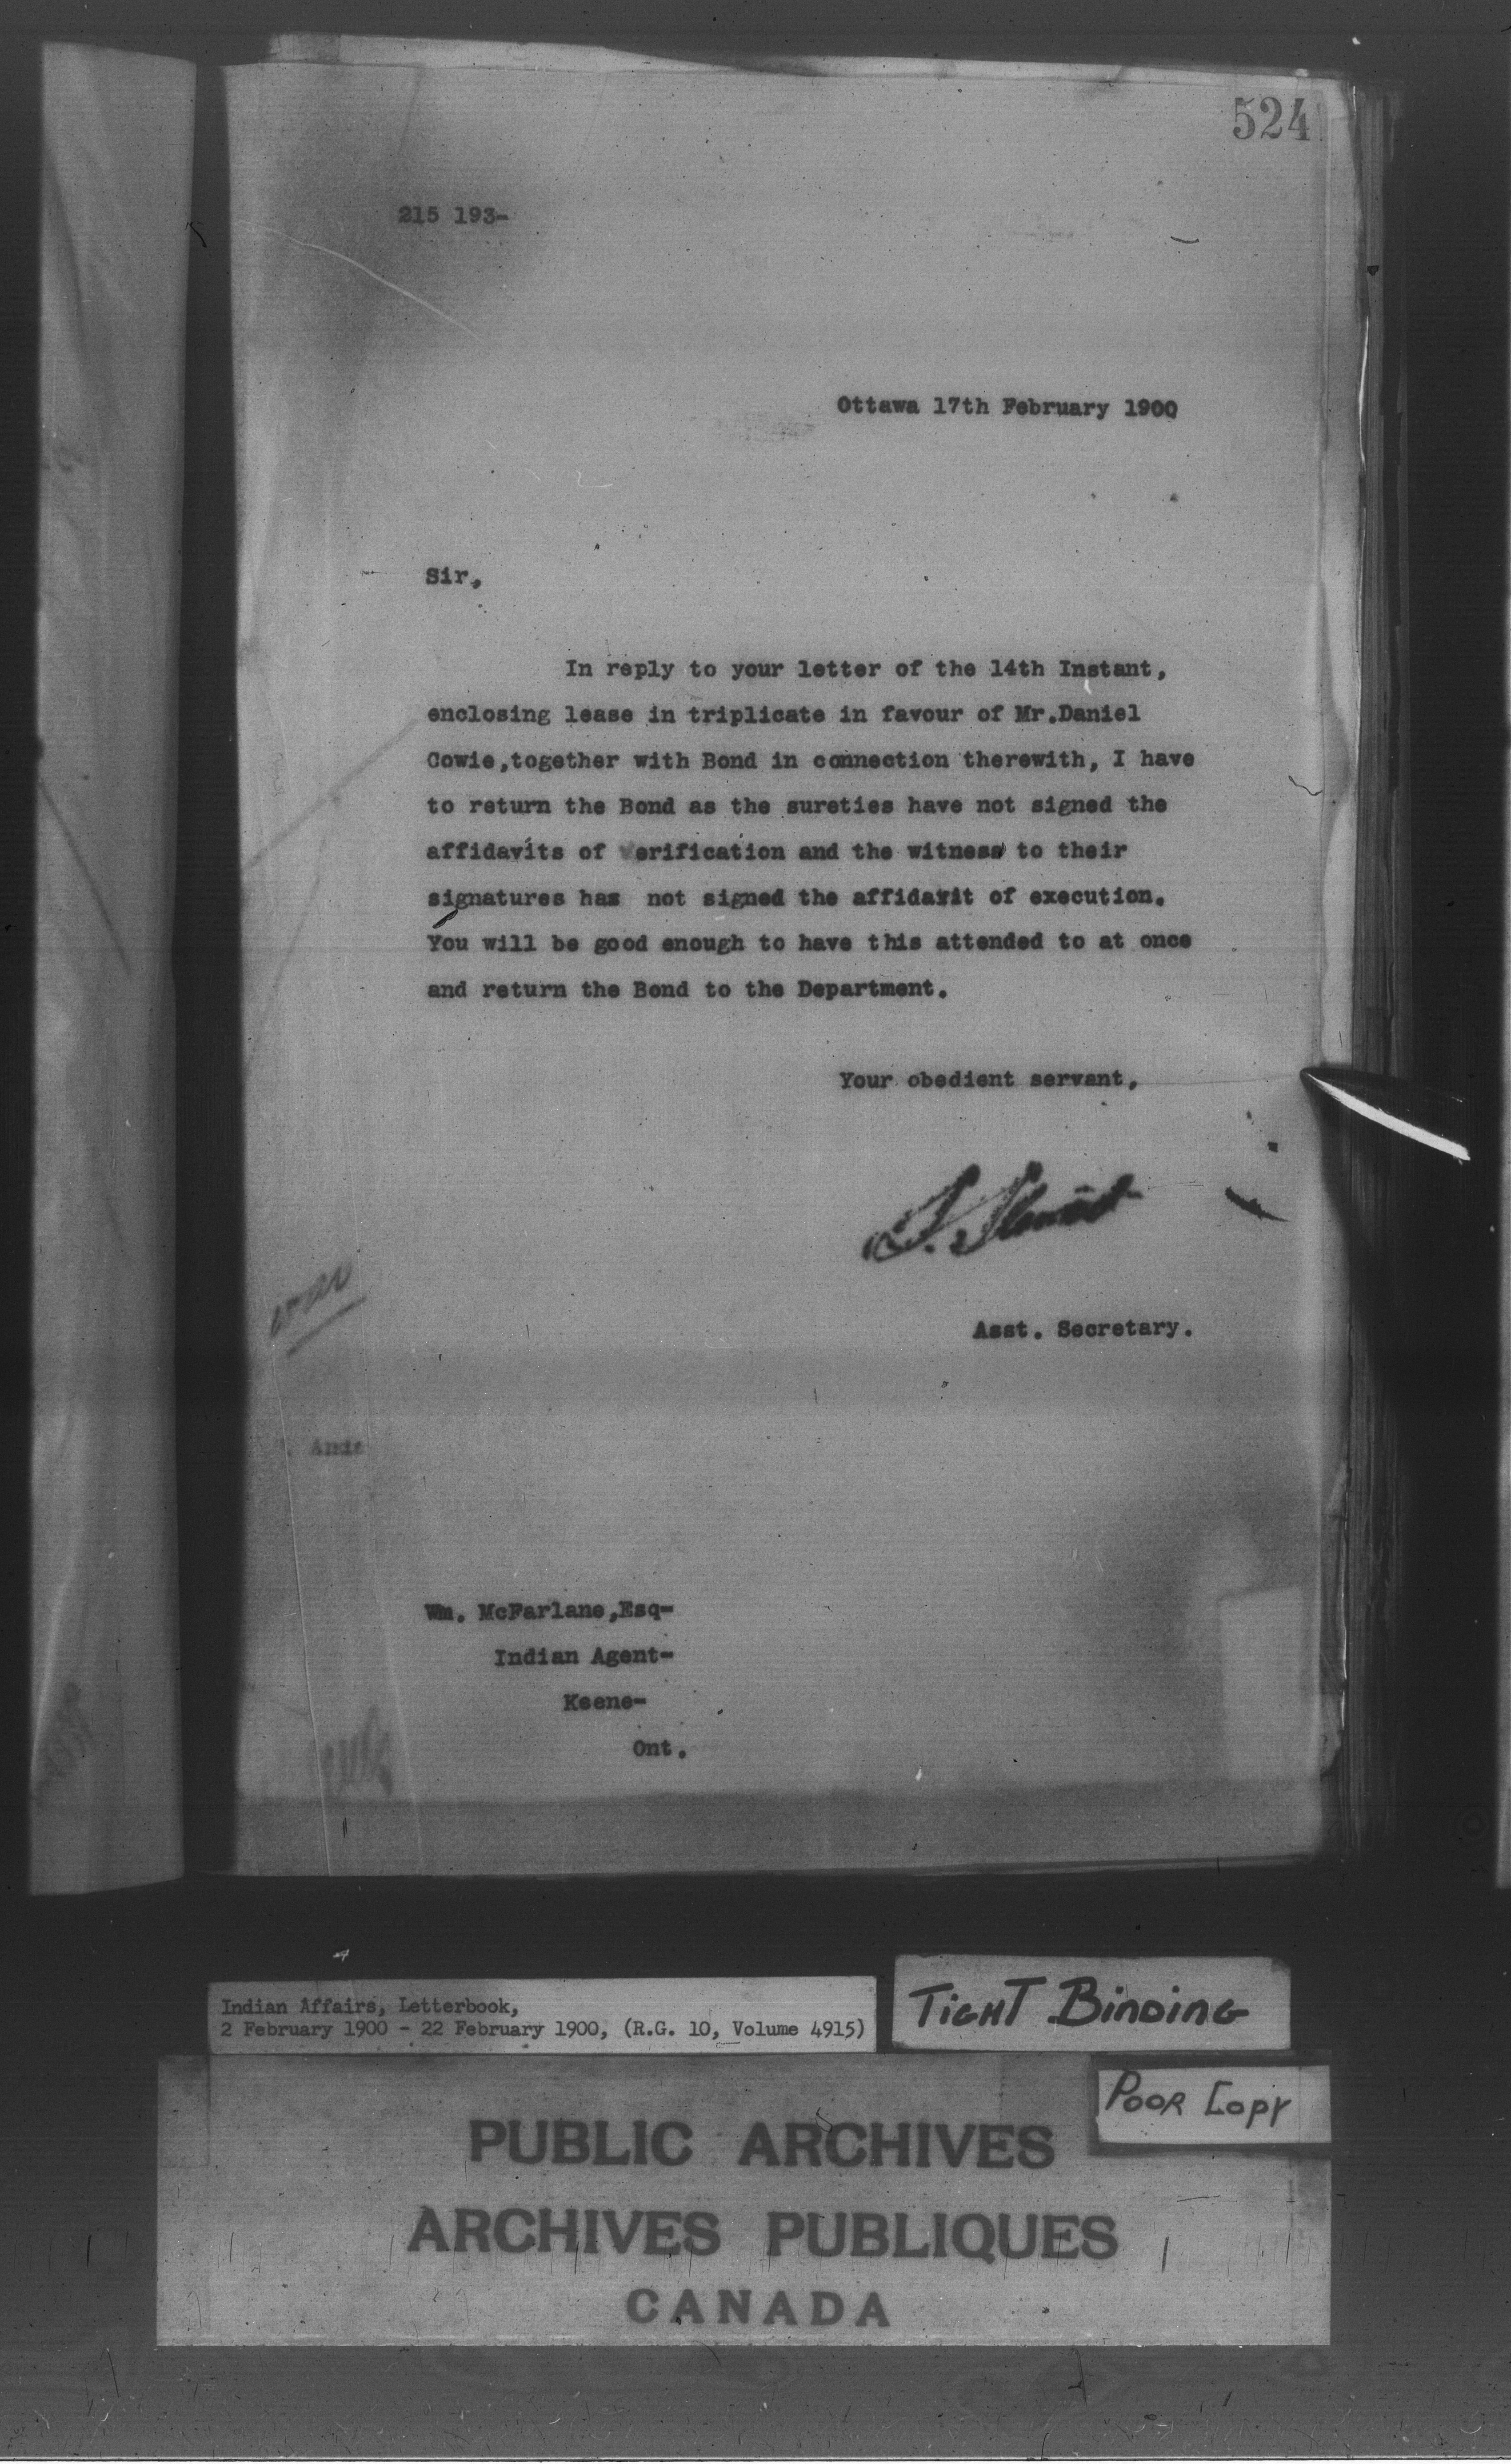 524
215 193-
Ottawa 17th February 1900
Sir,
In reply to your letter of the 14th Instant,
enclosing lease in triplicate in favour of Mr.Daniel
Cowie,together with Bond in connection therewith, I have
to return the Bond as the sureties have not signed the
affidavits of verification and the witness to their
signatures has not signed the affidavit of execution.
You will be good enough to have this attended to at once
and return the Bond to the Department.
Your obedient servant,
Asst. Secretary.
Wm. McFarlane,Esq-
Indian Agent-
Keene-
Ont.
Indian Affairs, Letterbook,
2 February 1900 - 22 February 1900, (R.G. 10, Volume 4915)
TIGHT BINDING
POOR COPY
PUBLIC ARCHIVES
ARCHIVES PUBLIQUES
CANADA